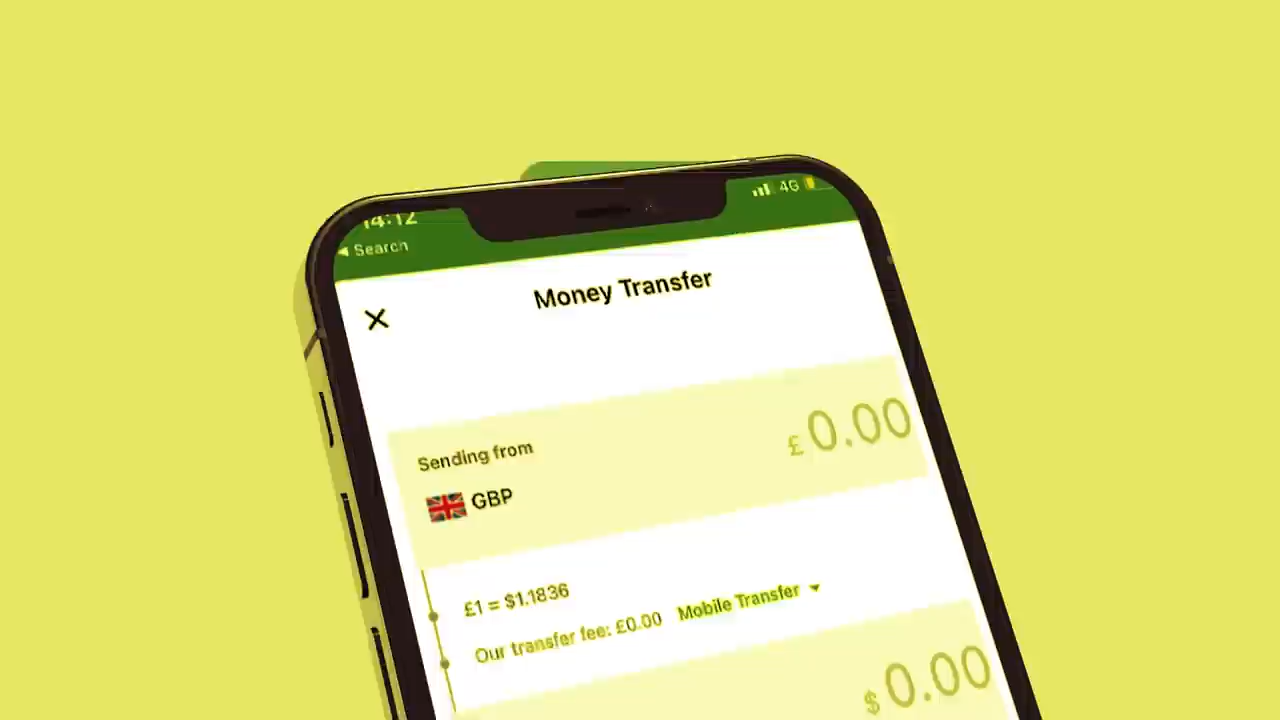 14:12
4G
◀ Search
Money Transfer
£ 0.00
Sending from
GBP
£1 = $1.1836
Our transfer fee: £0.00 Mobile Transfer
$ 0.00